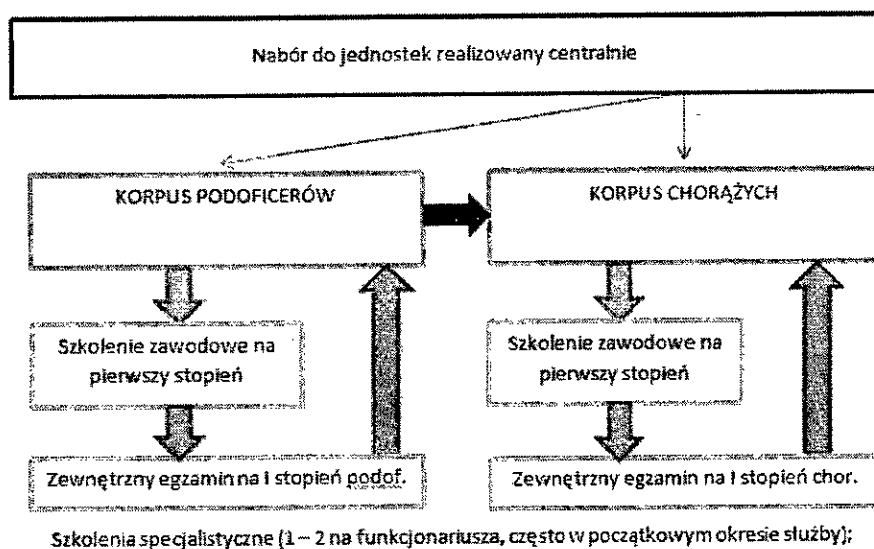 Nabór do jednostek realizowany centralnie
KORPUS PODOFICERÓW
KORPUS CHORĄŻYCH
Szkolenie zawodowe na
pierwszy stopień
Szkolenie zawodowe na
pierwszy stopień
Zewnętrzny egzamin na I stopień podof.
Zewnętrzny egzamin na I stopień chor.
Szkolenia specjalistyczne (1 – 2 na funkcjonariusza, często w początkowym okresie służby);